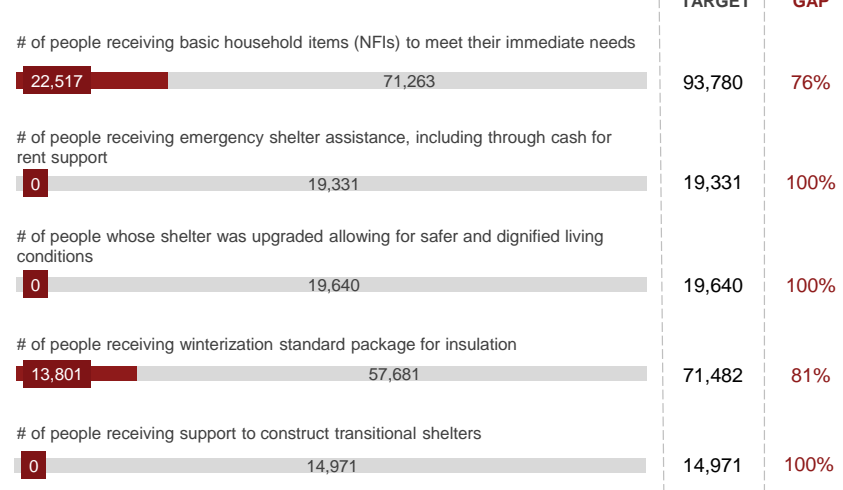 TARGET GAP
# of people receiving basic household items (NFIs) to meet their immediate needs
22,517 71,263 93,780 76%
# of people receiving emergency shelter assistance, including through cash for
rent support
0 19,331 19,331 100%
# of people whose shelter was upgraded allowing for safer and dignified living
conditions
0 19,640 19,640 100%
# of people receiving winterization standard package for insulation
13,801 57,681 71,482 81%
# of people receiving support to construct transitional shelters
0 14,971 14,971 100%